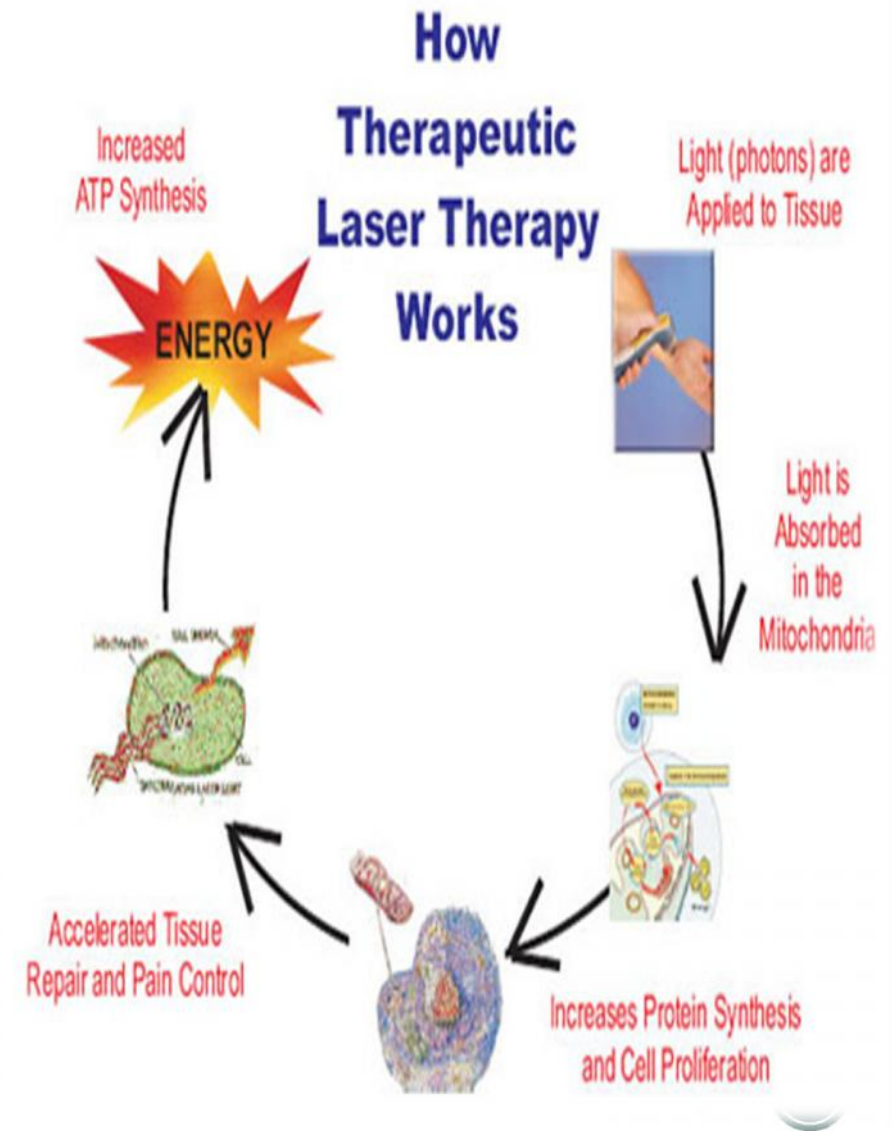 How
Therapeutic
Laser Therapy
Works
Light (photons) are
Applied to Tissue
Light is
Absorbed
in the
Mitochondria
Increases Protein Synthesis
and Cell Proliferation
Accelerated Tissue
Repair and Pain Control
Increased
ATP Synthesis
ENERGY
CELL